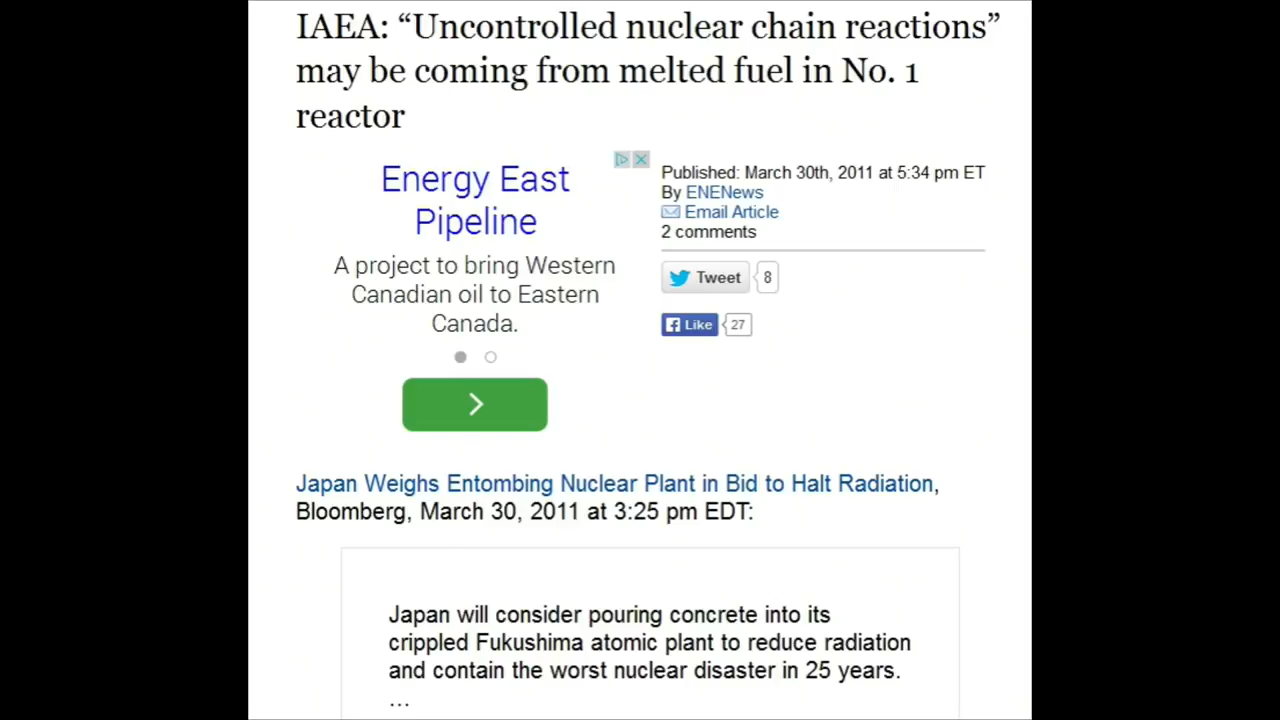 IAEA: “Uncontrolled nuclear chain reactions”
may be coming from melted fuel in No. 1
reactor
Energy East
Pipeline
A project to bring Western
Canadian oil to Eastern
Canada.
Published: March 30th, 2011 at 5:34 pm ET
By ENENews
Email Article
2 comments
Tweet 8
Like 27
Japan Weighs Entombing Nuclear Plant in Bid to Halt Radiation,
Bloomberg, March 30, 2011 at 3:25 pm EDT:
Japan will consider pouring concrete into its
crippled Fukushima atomic plant to reduce radiation
and contain the worst nuclear disaster in 25 years.
…